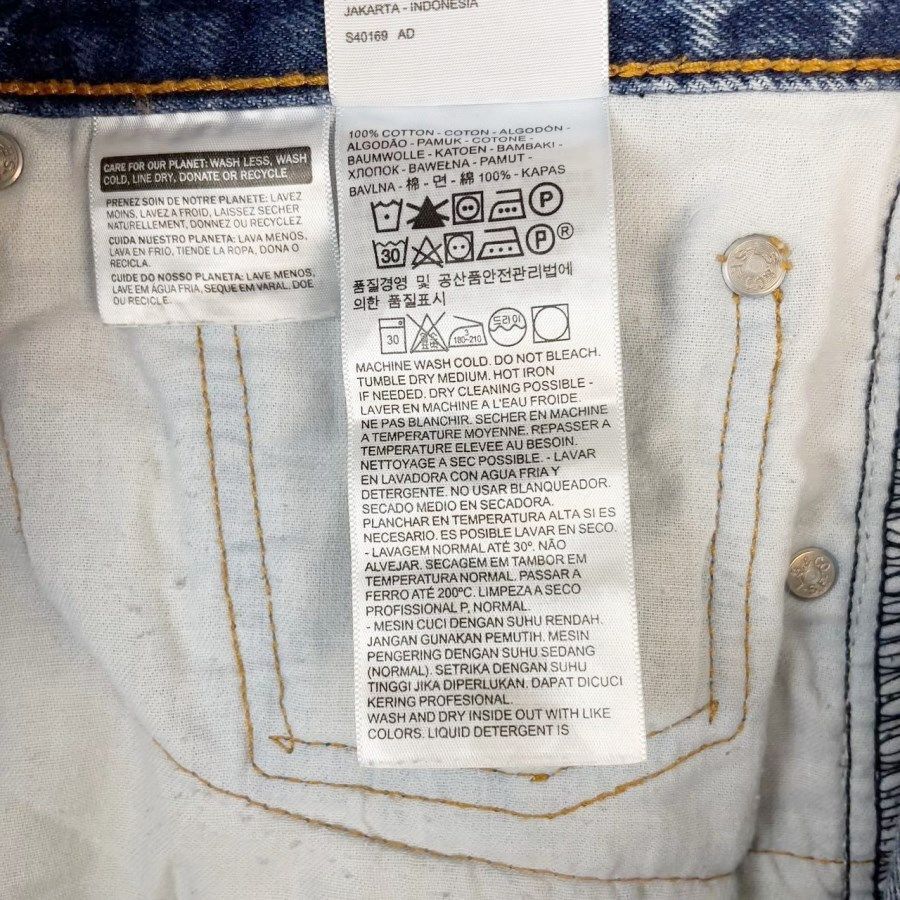 JAKARTA - INDONESIA
S40169 AD
CARE FOR OUR PLANET: WASH LESS, WASH
COLD, LINE DRY, DONATE OR RECYCLE
PRENEZ SOIN DE NOTRE PLANETE: LAVEZ
MOINS, LAVEZ A FROID, LAISSEZ SECHER
NATURELLEMENT, DONNEZ OU RECYCLEZ
CUIDA NUESTRO PLANETA: LAVA MENOS,
LAVA EN FRIO, TIENDE LA ROPA, DONA O
RECICLA.
CUIDE DO NOSSO PLANETA: LAVE MENOS,
LAVE EM ÁGUA FRIA, SEQUE EM VARAL, DOE
OU RECICLE.
100% COTTON - COTON - ALGODÓN -
ALGODÃO - PAMUK - COTONE -
BAUMWOLLE - KATOEN - BAMBAKI -
ХЛОПОК - BAWEŁNA - PAMUT -
BAVLNA - 棉 - 면 - 綿 100% - KAPAS
P
30 P ®
품질경영 및 공산품안전관리법에
의한 품질표시
30 180~210 드라이
MACHINE WASH COLD. DO NOT BLEACH.
TUMBLE DRY MEDIUM. HOT IRON
IF NEEDED. DRY CLEANING POSSIBLE -
LAVER EN MACHINE A L'EAU FROIDE.
NE PAS BLANCHIR. SECHER EN MACHINE
A TEMPERATURE MOYENNE. REPASSER A
TEMPERATURE ELEVEE AU BESOIN.
NETTOYAGE A SEC POSSIBLE. - LAVAR
EN LAVADORA CON AGUA FRIA Y
DETERGENTE. NO USAR BLANQUEADOR.
SECADO MEDIO EN SECADORA.
PLANCHAR EN TEMPERATURA ALTA SI ES
NECESARIO. ES POSIBLE LAVAR EN SECO.
- LAVAGEM NORMAL ATÉ 30º. NÃO
ALVEJAR. SECAGEM EM TAMBOR EM
TEMPERATURA NORMAL. PASSAR A
FERRO ATÉ 200ºC. LIMPEZA A SECO
PROFISSIONAL P, NORMAL.
- MESIN CUCI DENGAN SUHU RENDAH.
JANGAN GUNAKAN PEMUTIH. MESIN
PENGERING DENGAN SUHU SEDANG
(NORMAL). SETRIKA DENGAN SUHU
TINGGI JIKA DIPERLUKAN. DAPAT DICUCI
KERING PROFESIONAL.
WASH AND DRY INSIDE OUT WITH LIKE
COLORS. LIQUID DETERGENT IS